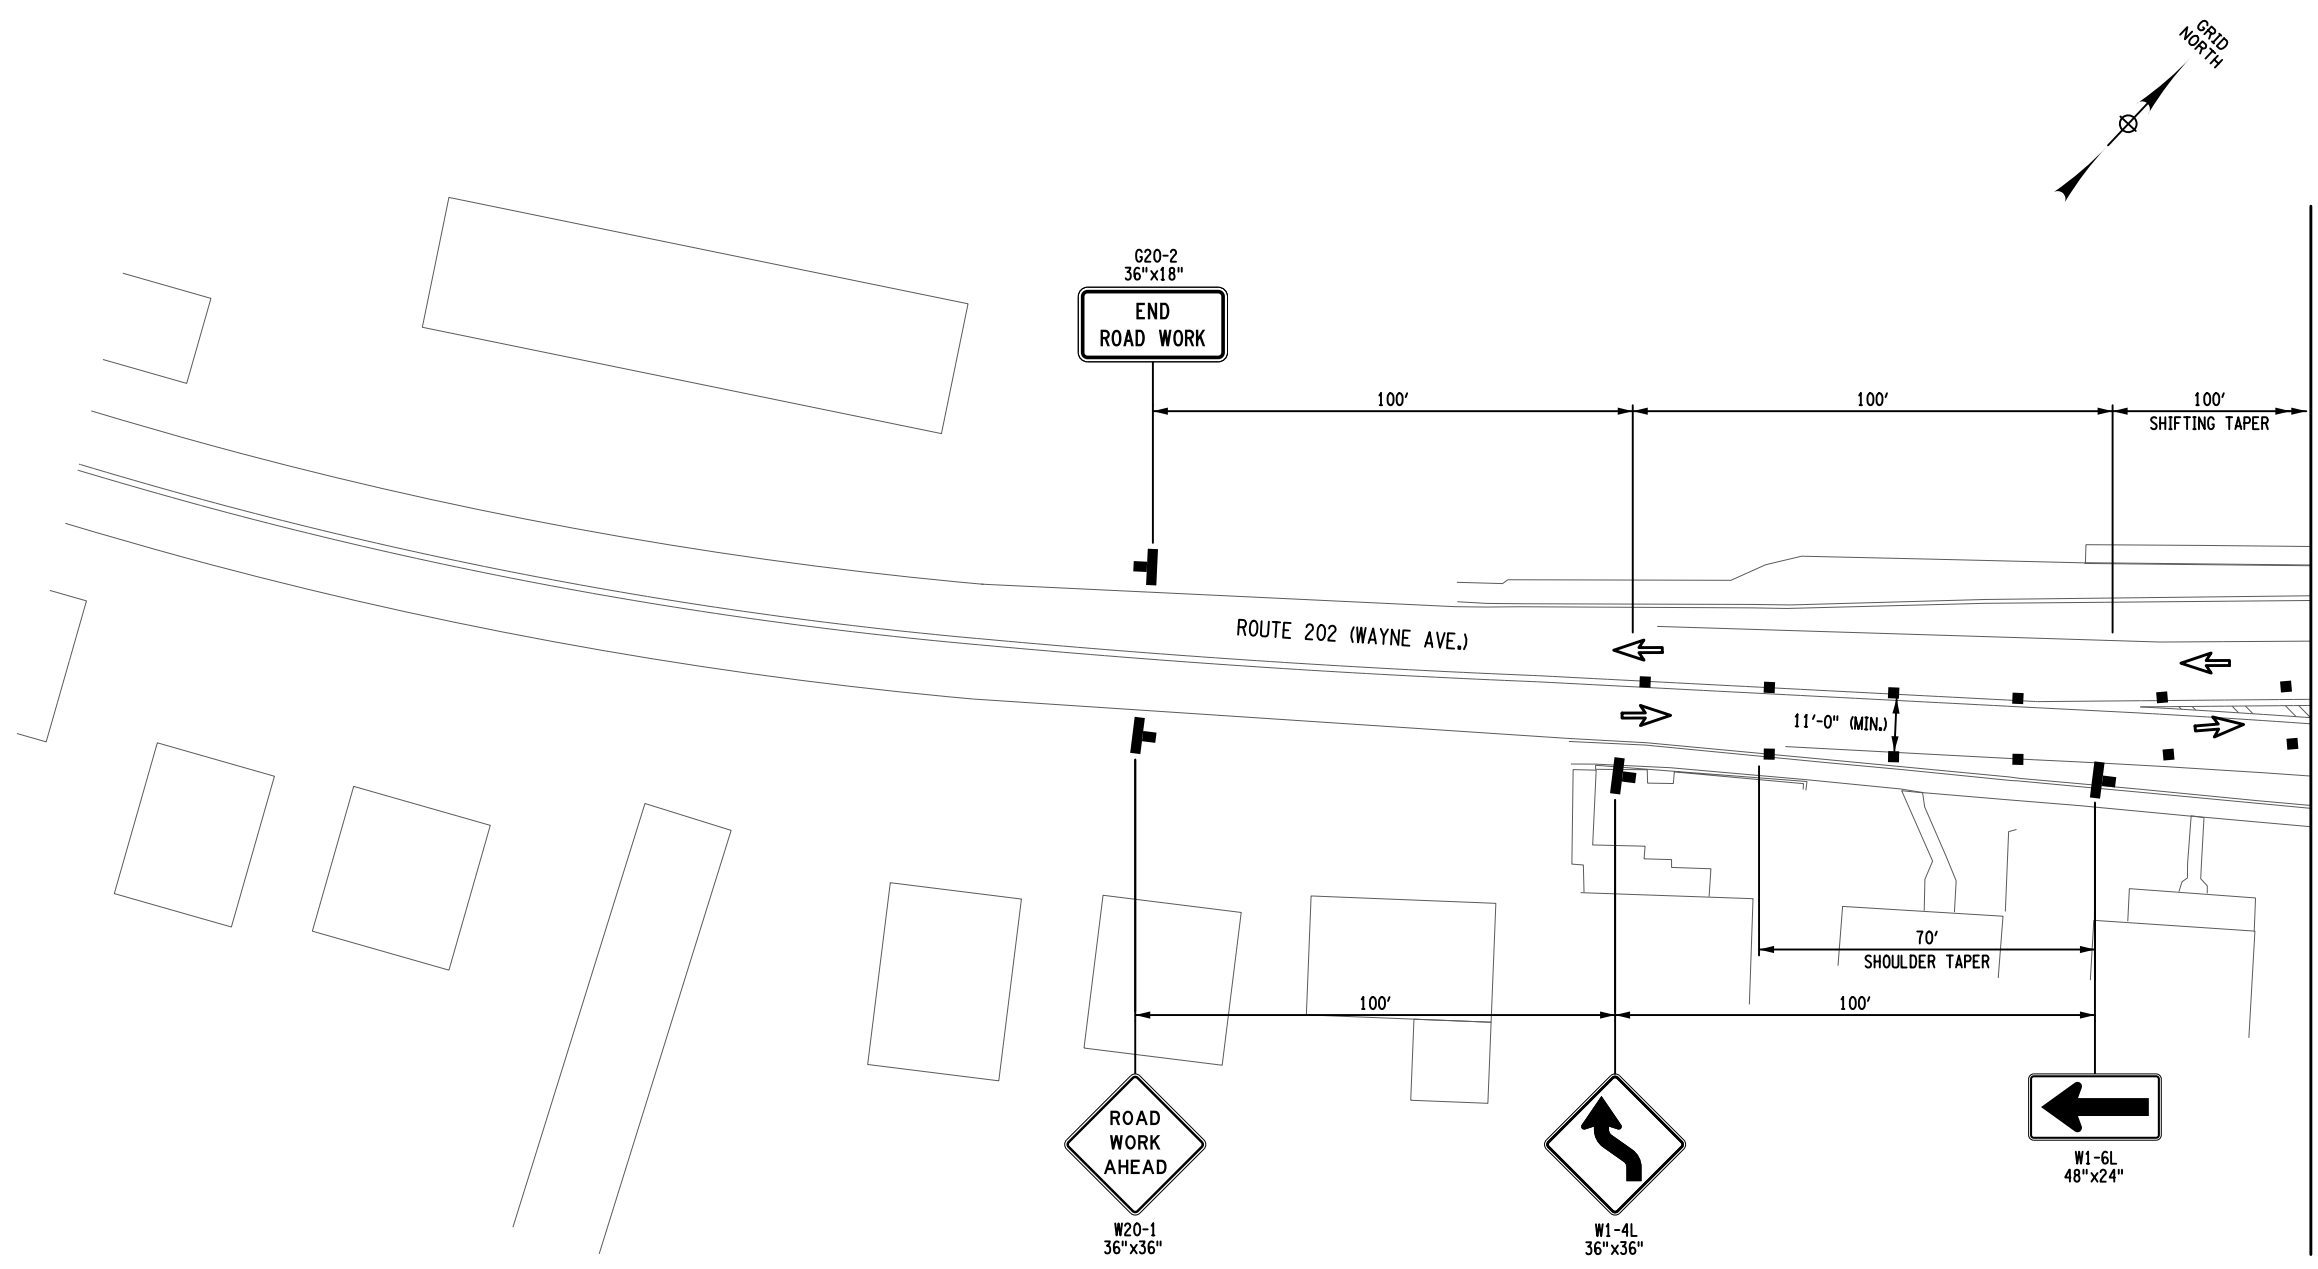 GRID
NORTH
G20-2
36"x18"
END
ROAD WORK
100'
100'
100'
SHIFTING TAPER
ROUTE 202 (WAYNE AVE.)
11'-0" (MIN.)
70'
SHOULDER TAPER
100'
100'
ROAD
WORK
AHEAD
W20-1
36"x36"
W1-4L
36"x36"
W1-6L
48"x24"